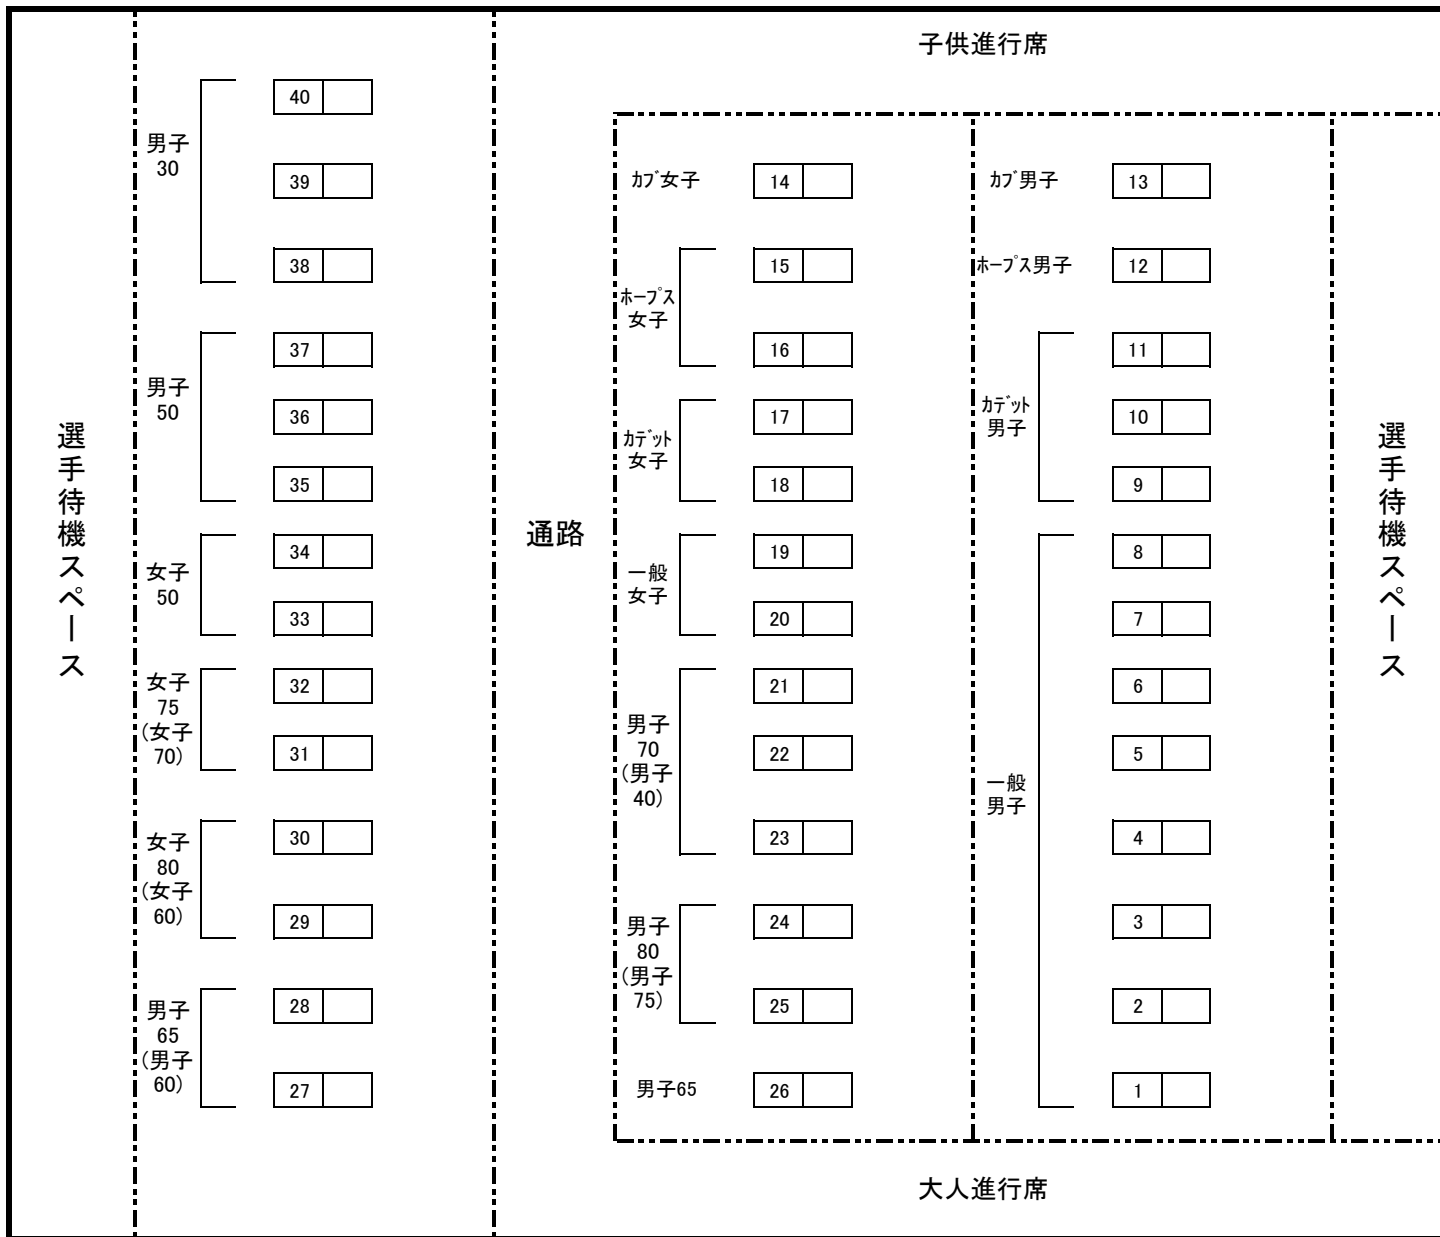 子供進行席
40
男子
30
39
38
37
男子
50
36
35
34
女子
50
33
32
女子
75
(女子
70)
31
30
女子
80
(女子
60)
29
28
男子
65
(男子
60)
27
選手待機スペース
通路
ｶﾌﾞ女子
14
15
ﾎｰﾌﾟｽ
女子
16
17
ｶﾃﾞｯﾄ
女子
18
19
一般
女子
20
21
男子
70
(男子
40)
22
23
24
男子
80
(男子
75)
25
男子65
26
ｶﾌﾞ男子
13
ﾎｰﾌﾟｽ男子
12
11
ｶﾃﾞｯﾄ
男子
10
9
8
7
6
5
一般
男子
4
3
2
1
選手待機スペース
大人進行席